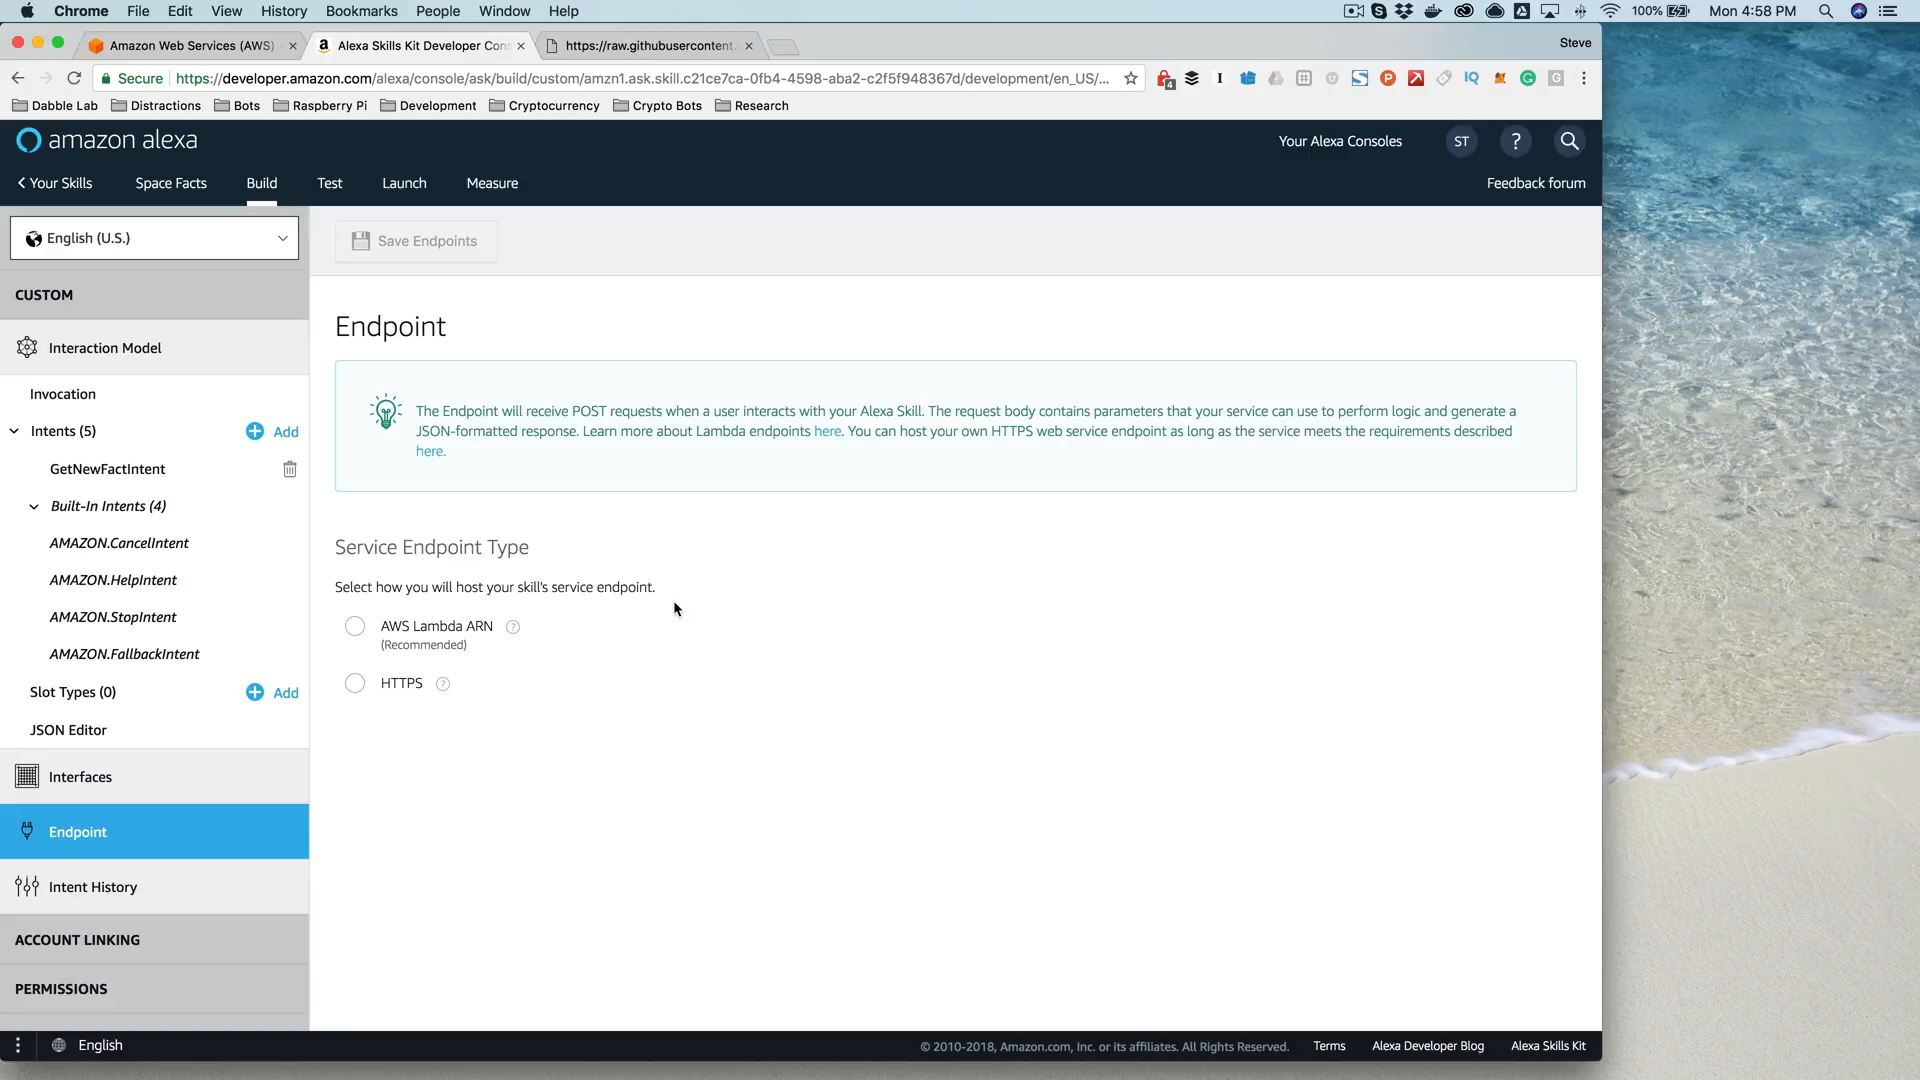 Chrome File Edit View History Bookmarks People Window Help 100% Mon 4:58 PM
Amazon Web Services (AWS) Alexa Skills Kit Developer Con https://raw.githubusercontent. Steve
Secure https://developer.amazon.com/alexa/console/ask/build/custom/amzn1.ask.skill.c21ce7ca-0fb4-4598-aba2-c2f5f948367d/development/en_US/...
Dabble Lab Distractions Bots Raspberry Pi Development Cryptocurrency Crypto Bots Research
amazon alexa Your Alexa Consoles ST ?
Your Skills Space Facts Build Test Launch Measure Feedback forum
English (U.S.) Save Endpoints
CUSTOM
Endpoint
Interaction Model
Invocation
The Endpoint will receive POST requests when a user interacts with your Alexa Skill. The request body contains parameters that your service can use to perform logic and generate a
JSON-formatted response. Learn more about Lambda endpoints here. You can host your own HTTPS web service endpoint as long as the service meets the requirements described
here.
Intents (5) Add
GetNewFactIntent
Built-In Intents (4)
AMAZON.CancelIntent
AMAZON.HelpIntent
AMAZON.StopIntent
AMAZON.FallbackIntent
Slot Types (0) Add
JSON Editor
Service Endpoint Type
Select how you will host your skill's service endpoint.
AWS Lambda ARN ?
(Recommended)
HTTPS ?
Interfaces
Endpoint
Intent History
ACCOUNT LINKING
PERMISSIONS
English © 2010-2018, Amazon.com, Inc. or its affiliates. All Rights Reserved. Terms Alexa Developer Blog Alexa Skills Kit